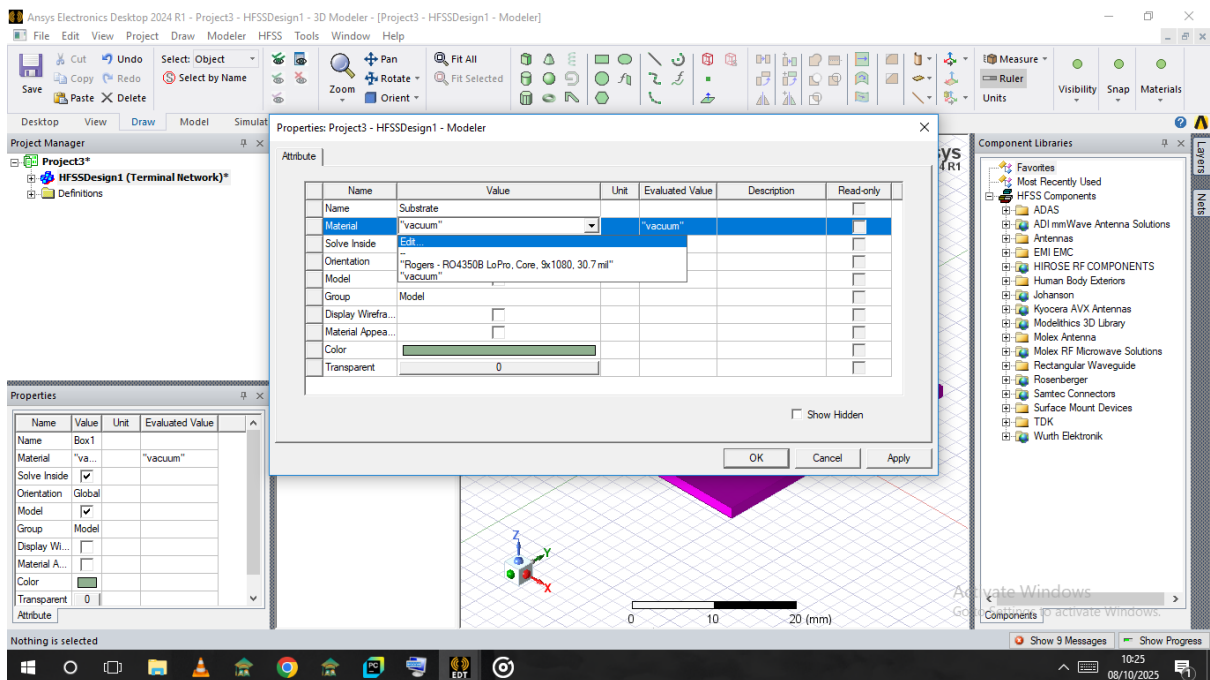 Ansys Electronics Desktop 2024 R1 - Project3 - HFSSDesign1 - 3D Modeler - [Project3 - HFSSDesign1 - Modeler]
File Edit View Project Draw Modeler HFSS Tools Window Help
Save
Cut Undo
Copy Redo
Paste Delete
Select: Object
Select by Name
Zoom
Pan
Rotate
Orient
Fit All
Fit Selected
Measure
Ruler
Units
Visibility Snap Materials
Desktop View Draw Model Simulat
Project Manager
Project3*
HFSSDesign1 (Terminal Network)*
Definitions
Properties: Project3 - HFSSDesign1 - Modeler
Attribute
Name Value Unit Evaluated Value Description Read-only
Name Substrate
Material "vacuum" "vacuum"
Edit...
Solve Inside
"Rogers - RO4350B LoPro, Core, 9x1080, 30.7 mil"
Orientation
"vacuum"
Model
Group Model
Display Wirefra...
Material Appea...
Color
Transparent 0
Show Hidden
OK Cancel Apply
Properties
Name Value Unit Evaluated Value
Name Box1
Material "va... "vacuum"
Solve Inside
Orientation Global
Model
Group Model
Display Wi...
Material A...
Color
Transparent 0
Attribute
ys
4 R1
Z
Y
X
0 10 20 (mm)
Component Libraries
Favorites
Most Recently Used
HFSS Components
ADAS
ADI mmWave Antenna Solutions
Antennas
EMI EMC
HIROSE RF COMPONENTS
Human Body Exteriors
Johanson
Kyocera AVX Antennas
Modelithics 3D Library
Molex Antenna
Molex RF Microwave Solutions
Rectangular Waveguide
Rosenberger
Samtec Connectors
Surface Mount Devices
TDK
Wurth Elektronik
Components
Layers
Nets
Activate Windows
Go to Settings to activate Windows.
Nothing is selected
Show 9 Messages Show Progress
PC
EDT
10:25
08/10/2025
1